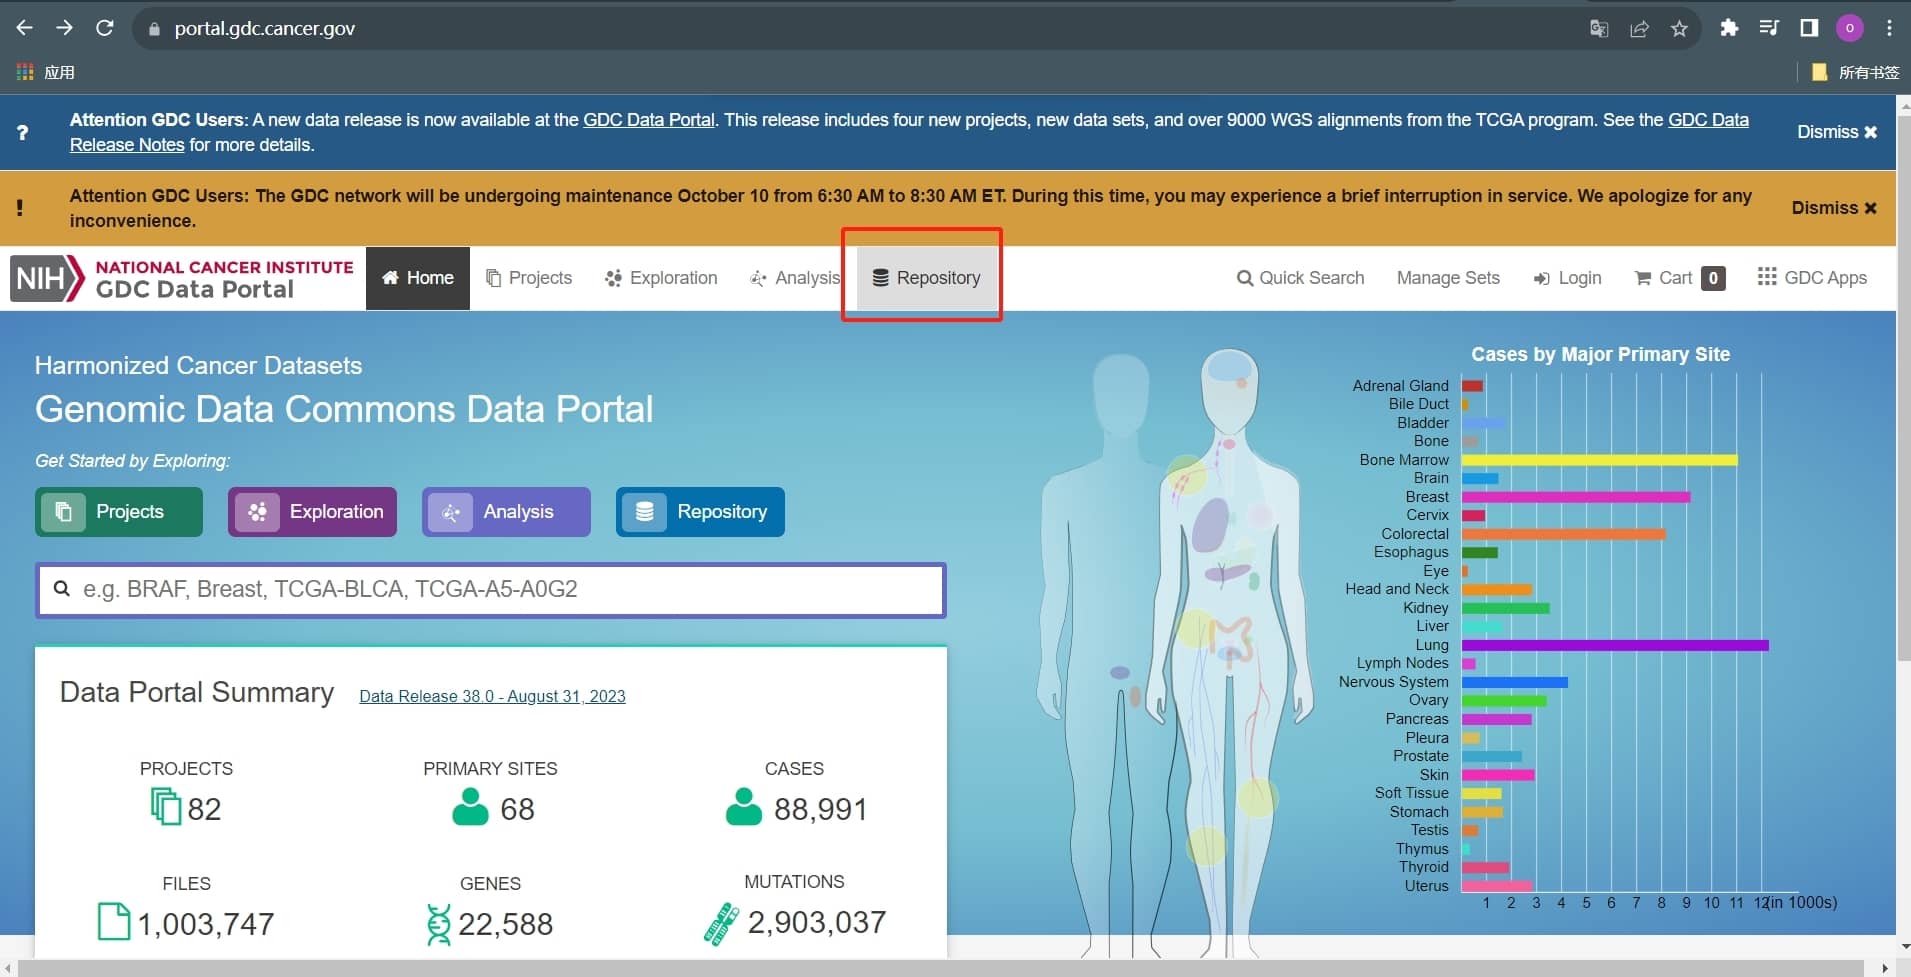 portal.gdc.cancer.gov
O
应用
所有书签
? Attention GDC Users: A new data release is now available at the GDC Data Portal. This release includes four new projects, new data sets, and over 9000 WGS alignments from the TCGA program. See the GDC Data
Release Notes for more details.
Dismiss ×
! Attention GDC Users: The GDC network will be undergoing maintenance October 10 from 6:30 AM to 8:30 AM ET. During this time, you may experience a brief interruption in service. We apologize for any
inconvenience.
Dismiss ×
NIH NATIONAL CANCER INSTITUTE
GDC Data Portal
Home Projects Exploration Analysis Repository Quick Search Manage Sets Login Cart 0 GDC Apps
Harmonized Cancer Datasets
Genomic Data Commons Data Portal
Get Started by Exploring:
Projects Exploration Analysis Repository
e.g. BRAF, Breast, TCGA-BLCA, TCGA-A5-A0G2
Data Portal Summary Data Release 38.0 - August 31, 2023
PROJECTS PRIMARY SITES CASES
82 68 88,991
FILES GENES MUTATIONS
1,003,747 22,588 2,903,037
Cases by Major Primary Site
Adrenal Gland
Bile Duct
Bladder
Bone
Bone Marrow
Brain
Breast
Cervix
Colorectal
Esophagus
Eye
Head and Neck
Kidney
Liver
Lung
Lymph Nodes
Nervous System
Ovary
Pancreas
Pleura
Prostate
Skin
Soft Tissue
Stomach
Testis
Thymus
Thyroid
Uterus
1 2 3 4 5 6 7 8 9 10 11 12 (in 1000s)